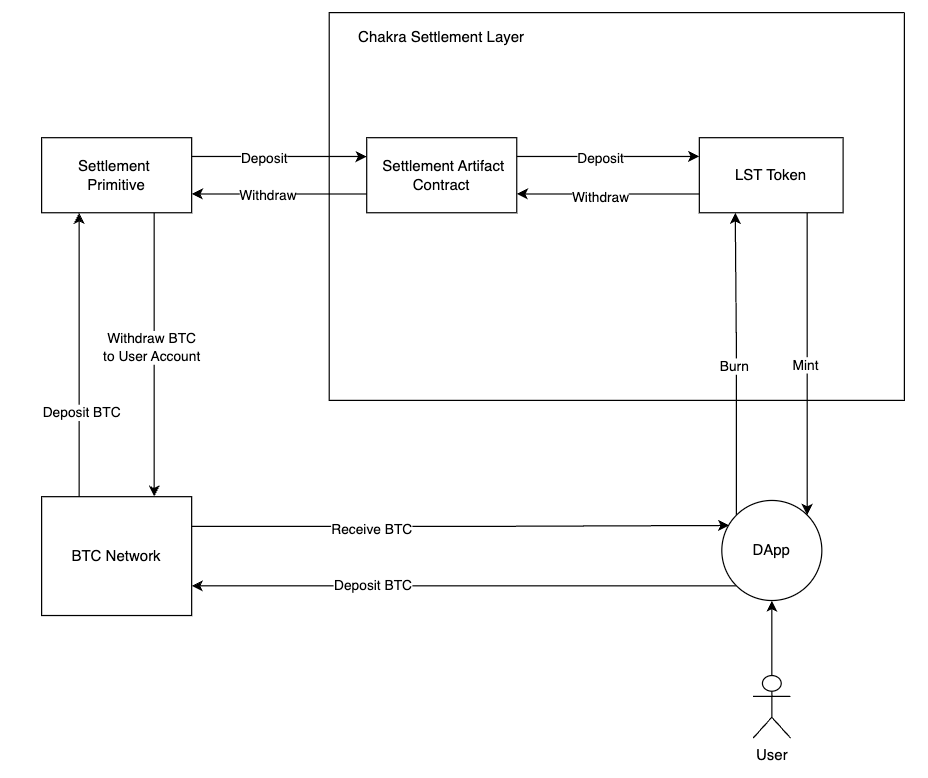 Chakra Settlement Layer
Settlement
Primitive
Deposit
Withdraw
Settlement Artifact
Contract
Deposit
Withdraw
LST Token
Withdraw BTC
to User Account
Deposit BTC
Burn
Mint
BTC Network
Receive BTC
Deposit BTC
DApp
User